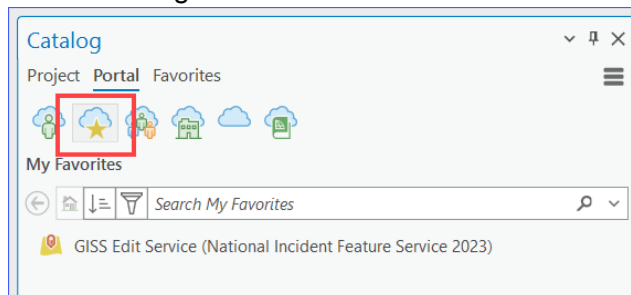 Catalog
Project Portal Favorites
My Favorites
Search My Favorites
GISS Edit Service (National Incident Feature Service 2023)